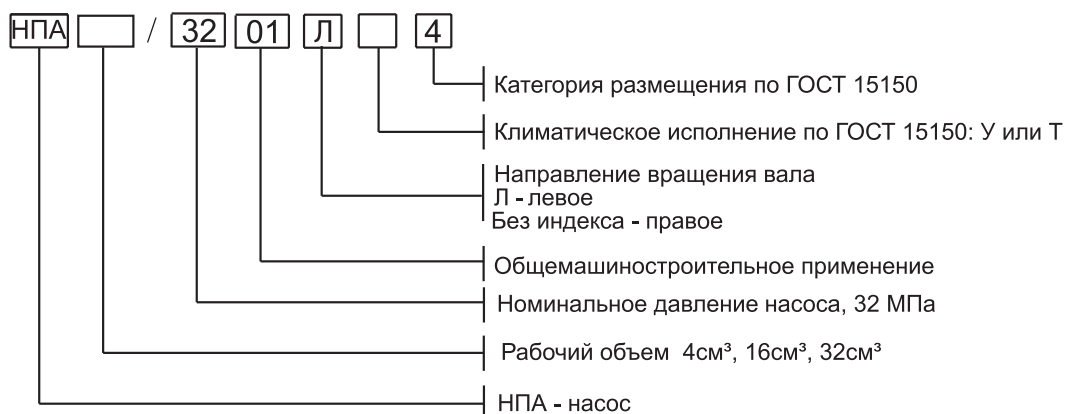 НПА / 32 01 Л 4
Категория размещения по ГОСТ 15150
Климатическое исполнение по ГОСТ 15150: У или Т
Направление вращения вала
Л - левое
Без индекса - правое
Общемашиностроительное применение
Номинальное давление насоса, 32 МПа
Рабочий объем 4см³, 16см³, 32см³
НПА - насос